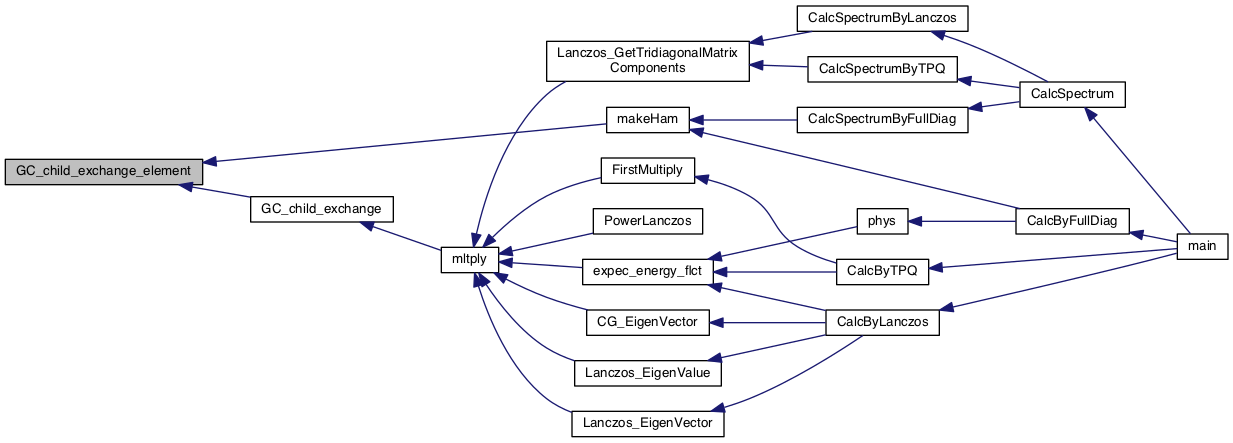 CalcSpectrumByLanczos
Lanczos_GetTridiagonalMatrix
Components
CalcSpectrumByTPQ
CalcSpectrum
makeHam
CalcSpectrumByFullDiag
GC_child_exchange_element
FirstMultiply
GC_child_exchange
PowerLanczos
phys
CalcByFullDiag
main
mltply
expec_energy_flct
CalcByTPQ
CG_EigenVector
CalcByLanczos
Lanczos_EigenValue
Lanczos_EigenVector